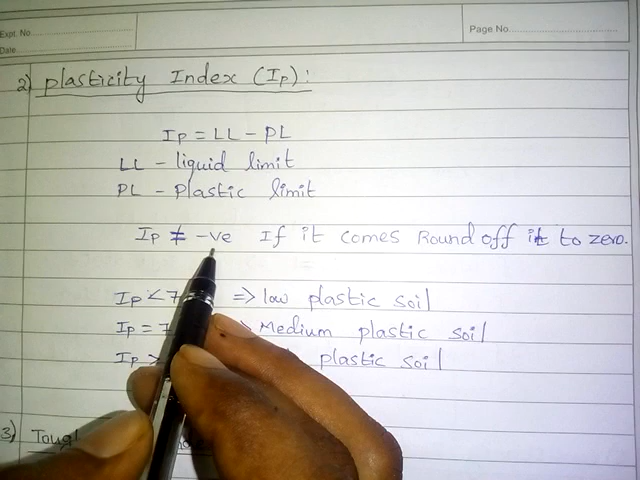 Expt. No.
Date
Page No.
2) Plasticity Index (Ip):
Ip = LL - PL
LL - liquid limit
PL - Plastic limit
Ip ≠ -ve If it comes Round off it to zero.
Ip < 7 => low plastic soil
Ip = 7 > Medium plastic soil
Ip > plastic soil
3)